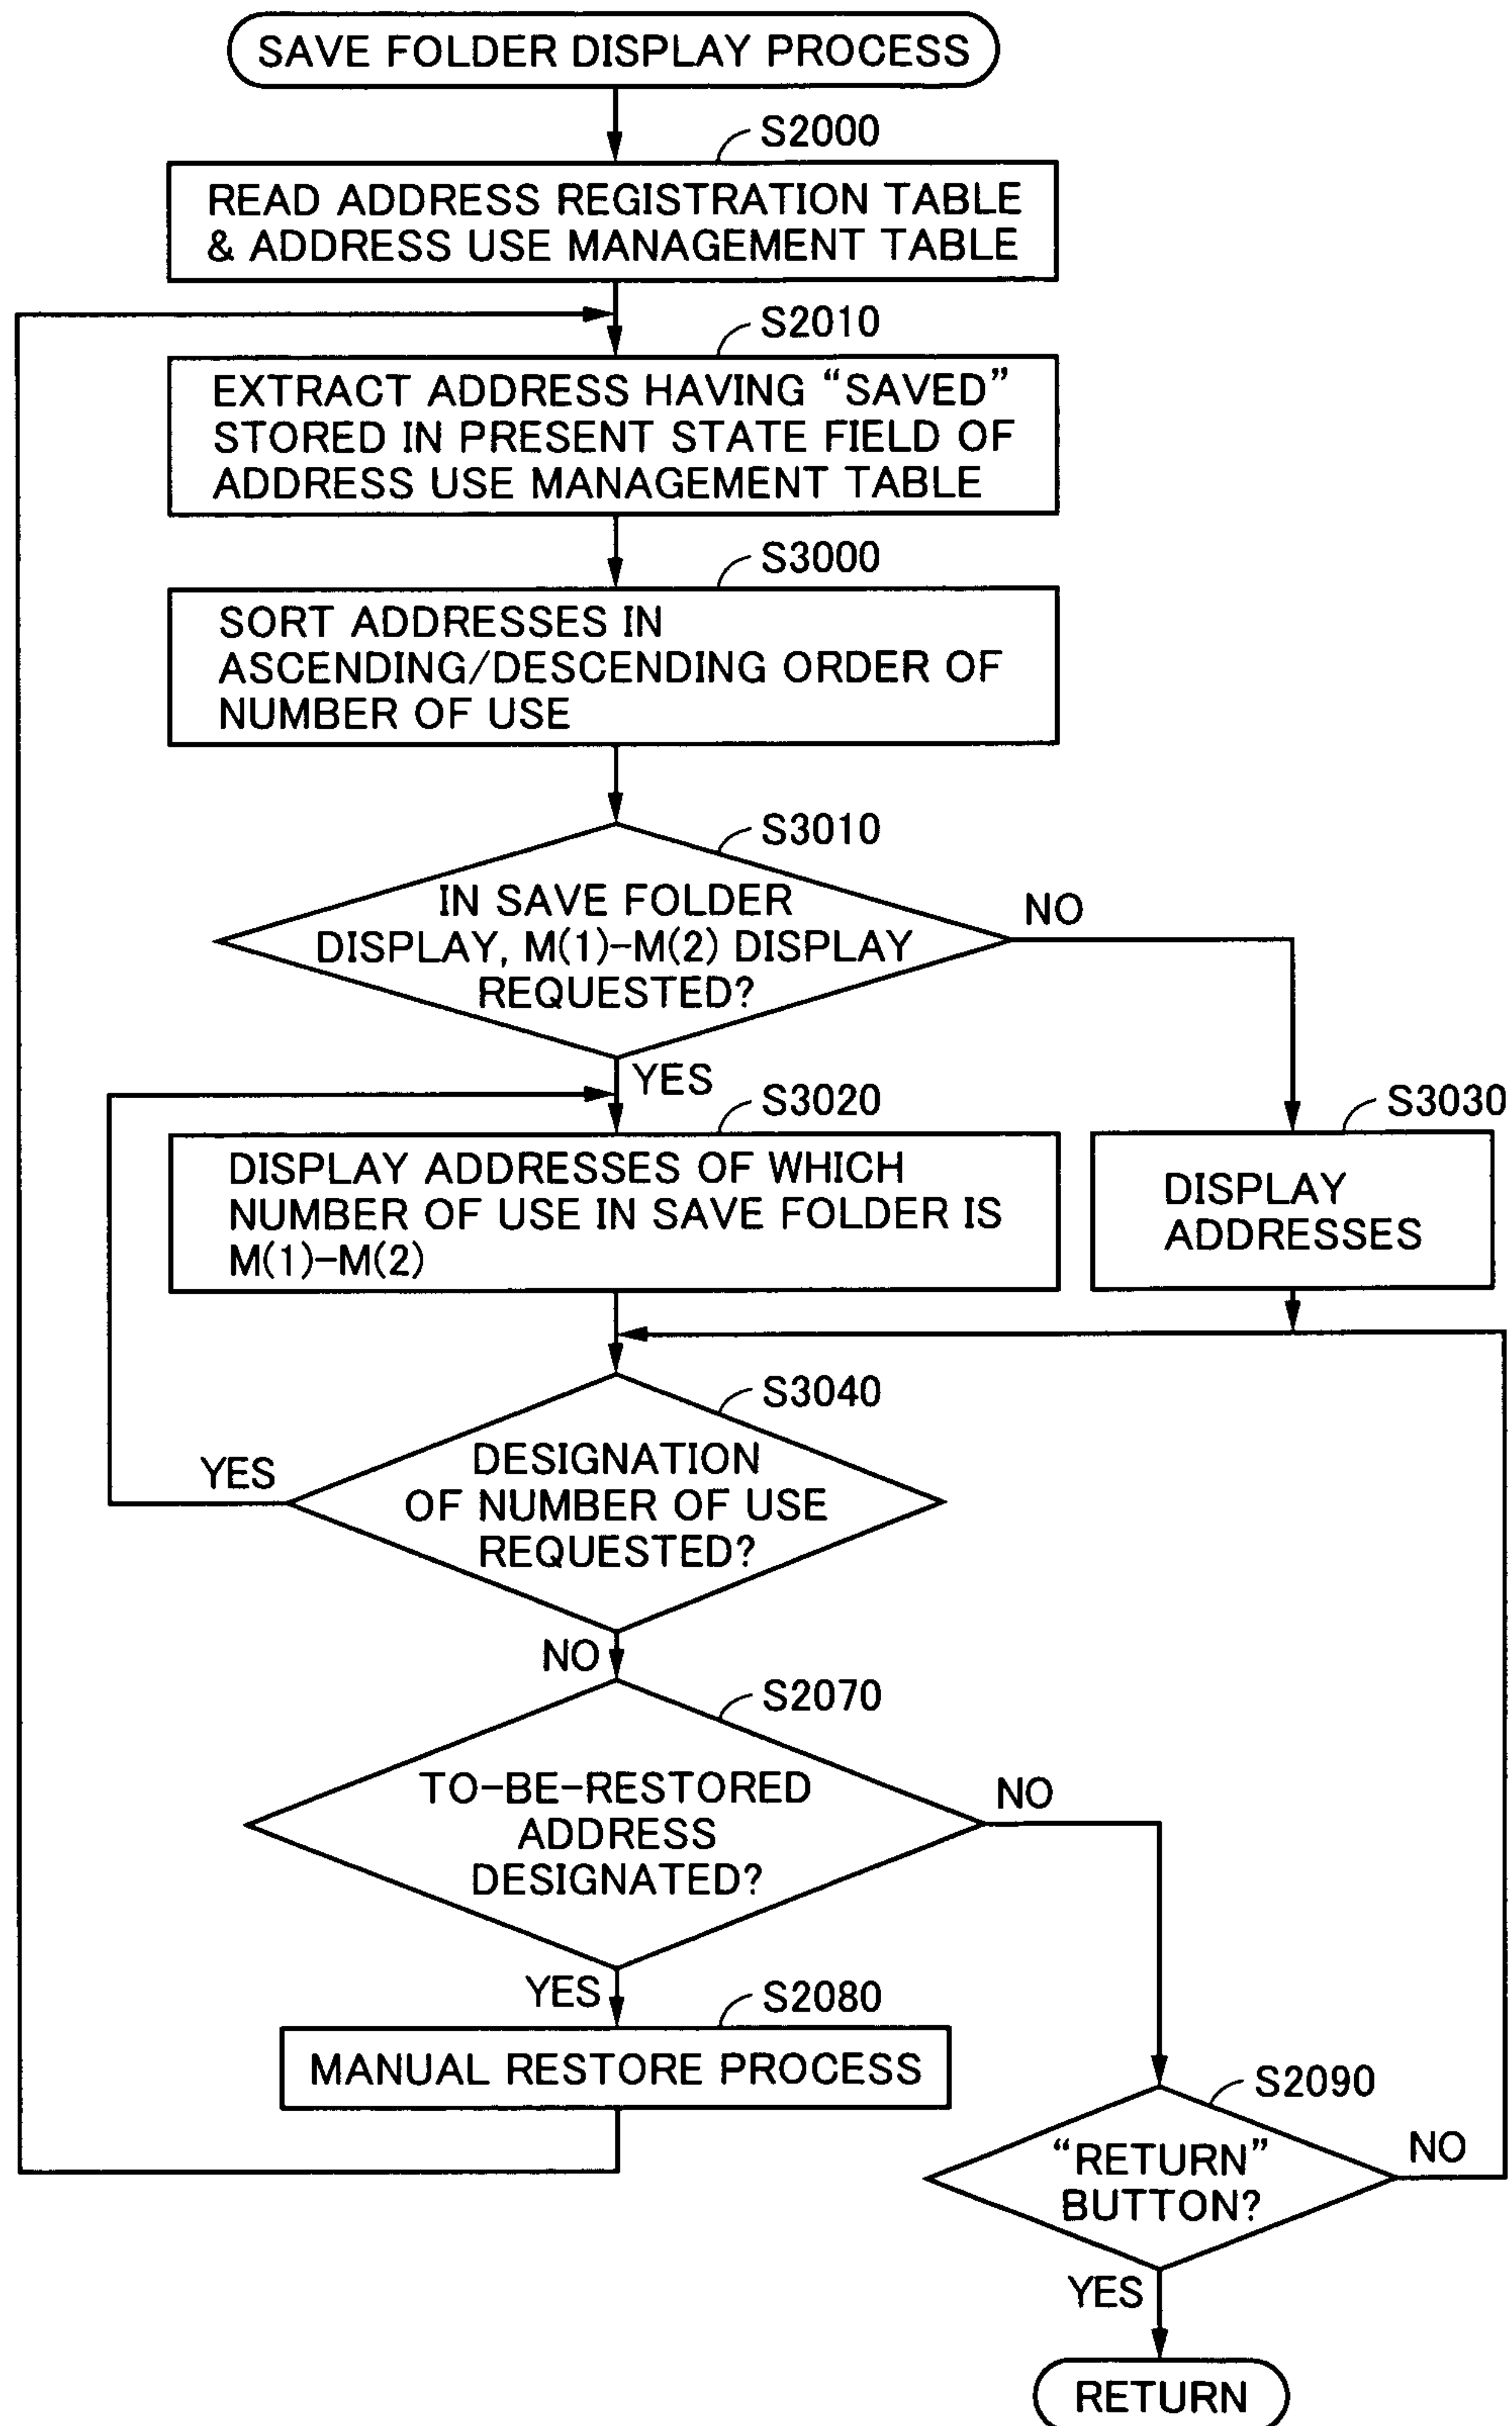 SAVE FOLDER DISPLAY PROCESS
S2000
READ ADDRESS REGISTRATION TABLE
& ADDRESS USE MANAGEMENT TABLE
S2010
EXTRACT ADDRESS HAVING “SAVED”
STORED IN PRESENT STATE FIELD OF
ADDRESS USE MANAGEMENT TABLE
S3000
SORT ADDRESSES IN
ASCENDING/DESCENDING ORDER OF
NUMBER OF USE
S3010
IN SAVE FOLDER
DISPLAY, M(1)-M(2) DISPLAY
REQUESTED?
NO
YES
S3020
DISPLAY ADDRESSES OF WHICH
NUMBER OF USE IN SAVE FOLDER IS
M(1)-M(2)
S3030
DISPLAY
ADDRESSES
S3040
DESIGNATION
OF NUMBER OF USE
REQUESTED?
YES
NO
S2070
TO-BE-RESTORED
ADDRESS
DESIGNATED?
NO
YES
S2080
MANUAL RESTORE PROCESS
S2090
“RETURN”
BUTTON?
NO
YES
RETURN